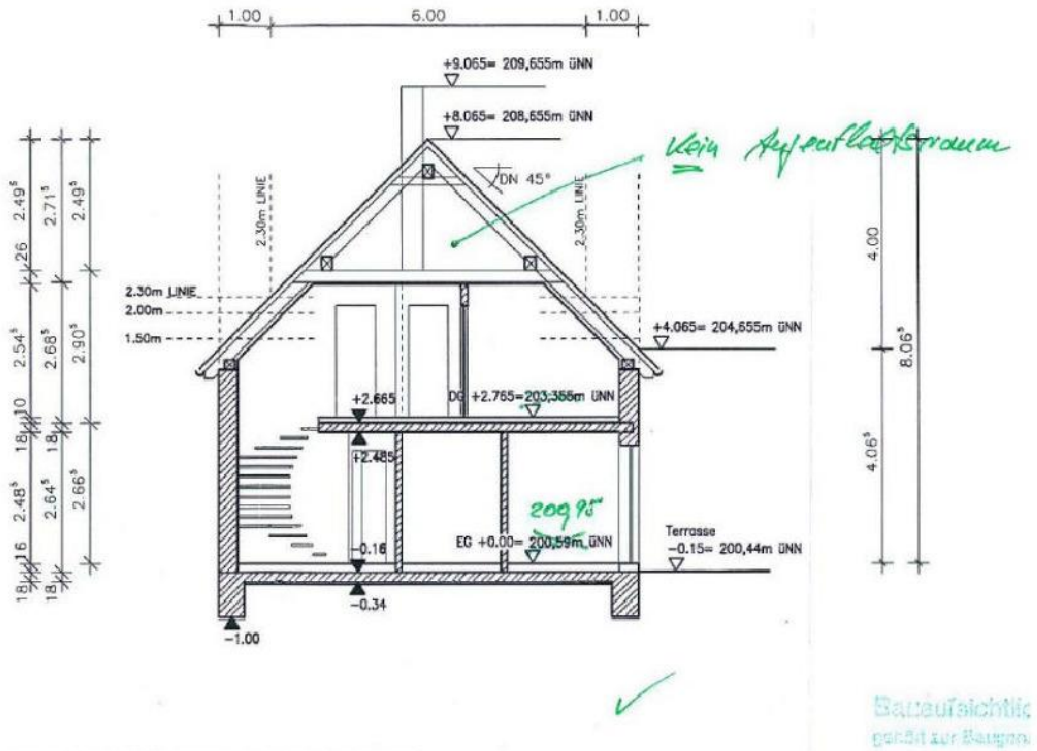 1.00 6.00 1.00
+9.065= 209,655m üNN
+8.065= 208,655m üNN
Kein Aufenthaltsraum
DN 45°
2.30m LINIE
2.30m LINIE
2.49⁵ 2.71⁵ 2.49⁵
26
4.00
2.30m LINIE
2.00m
1.50m
+4.065= 204,655m üNN
2.54⁵ 2.68⁵ 2.90⁵
8.06⁵
+2.665
DG +2.765=203,355m üNN
10
18 18
+2.485
4.06⁵
2.48⁵ 2.64⁵ 2.66⁵
200,95
EG +0.00= 200,59m üNN
Terrasse
-0.15= 200,44m üNN
-0.16
16
18 18
-0.34
-1.00
Bauaufsichtlic
gehört zur Baugen